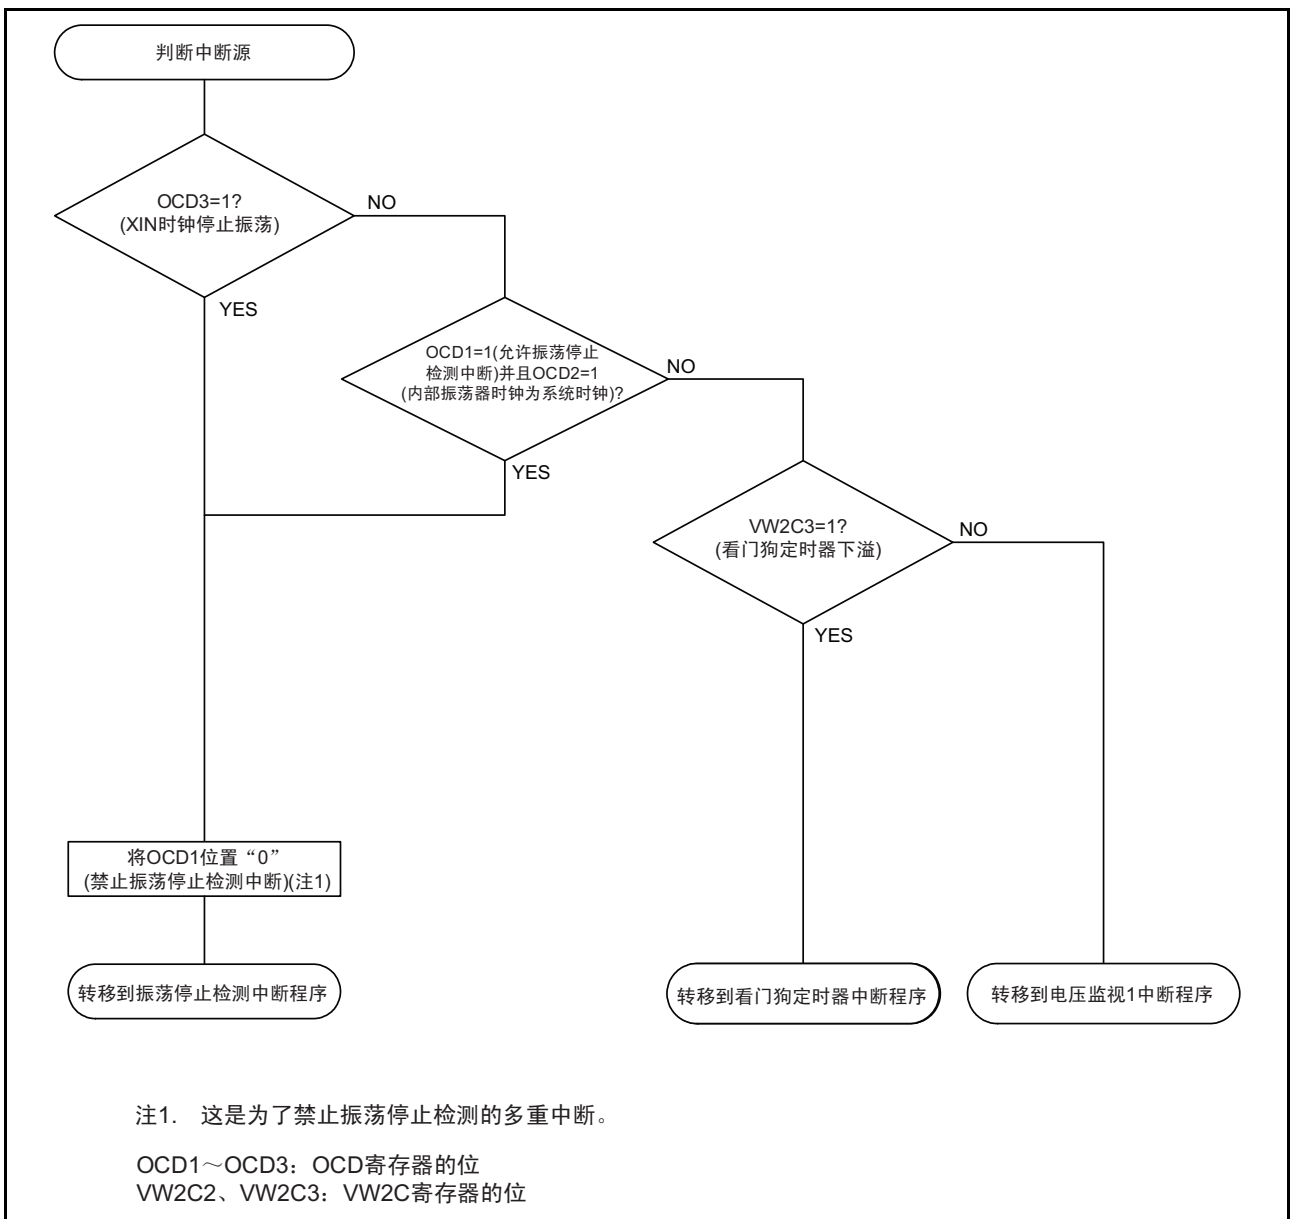 判断中断源
OCD3=1?
(XIN时钟停止振荡)
NO
YES
OCD1=1(允许振荡停止
检测中断)并且OCD2=1
(内部振荡器时钟为系统时钟)?
NO
YES
VW2C3=1?
(看门狗定时器下溢)
NO
YES
将OCD1位置“0”
(禁止振荡停止检测中断)(注1)
转移到振荡停止检测中断程序
转移到看门狗定时器中断程序
转移到电压监视1中断程序
注1. 这是为了禁止振荡停止检测的多重中断。
OCD1～OCD3：OCD寄存器的位
VW2C2、VW2C3：VW2C寄存器的位